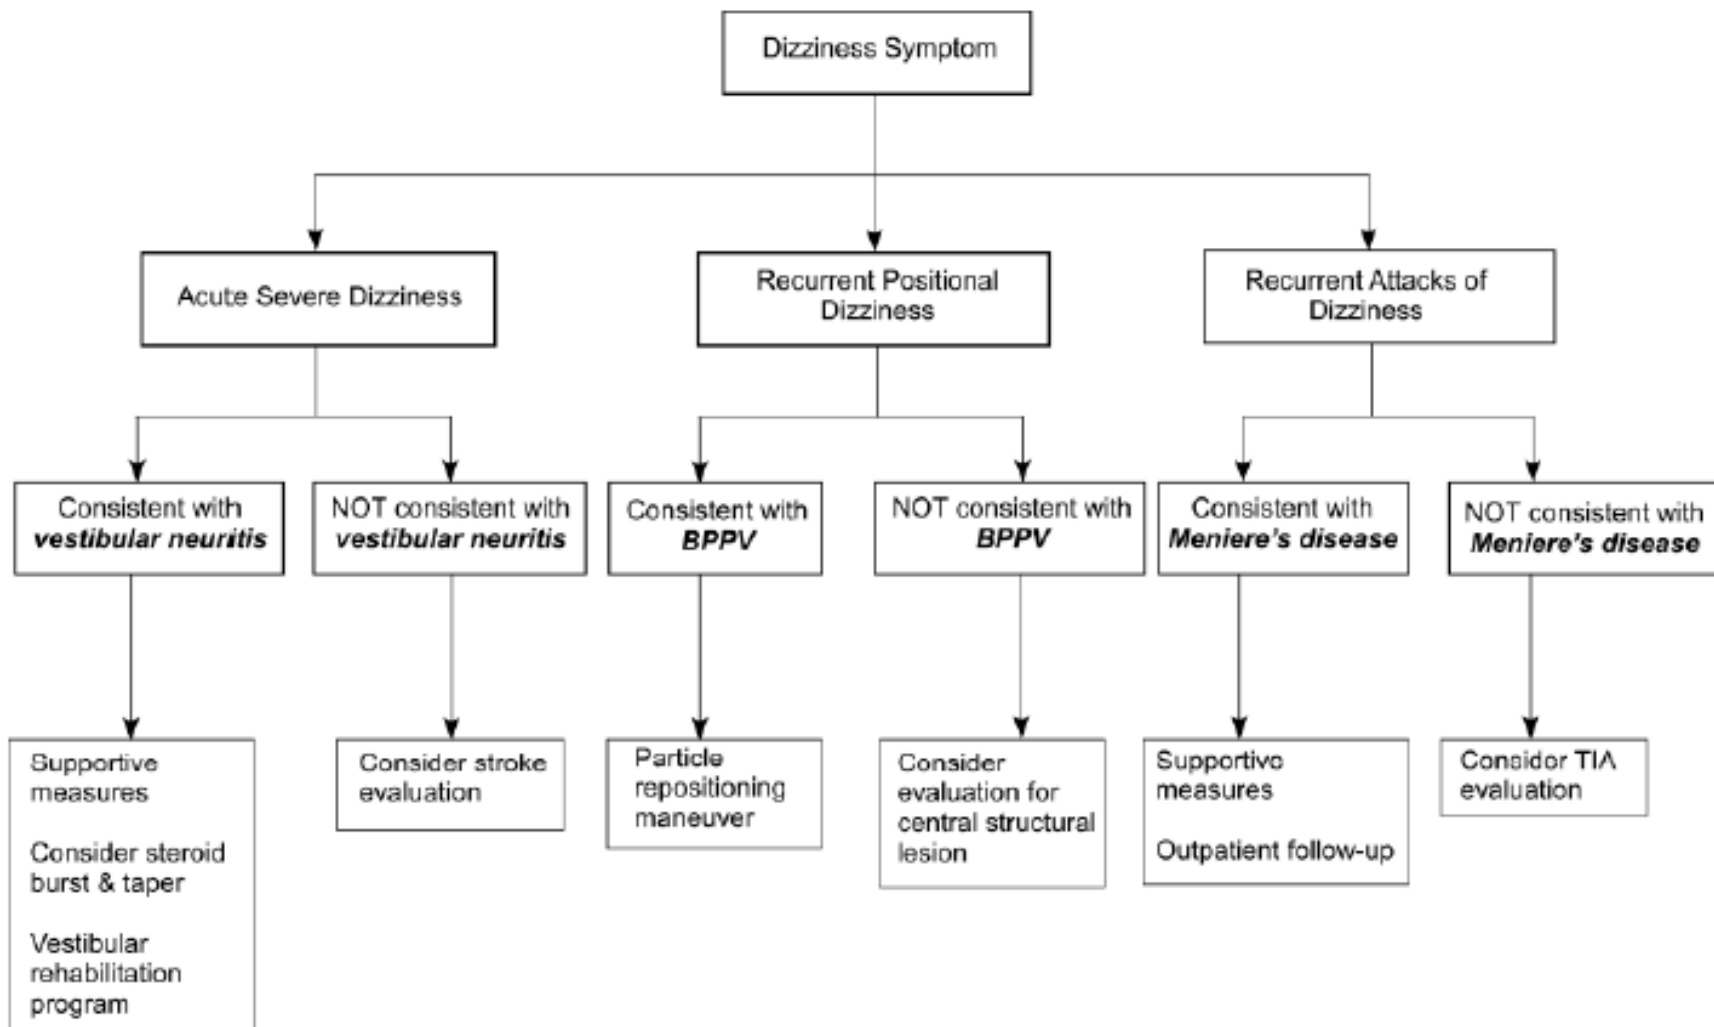 Dizziness Symptom
Acute Severe Dizziness
Recurrent Positional
Dizziness
Recurrent Attacks of
Dizziness
Consistent with
vestibular neuritis
NOT consistent with
vestibular neuritis
Consistent with
BPPV
NOT consistent with
BPPV
Consistent with
Meniere's disease
NOT consistent with
Meniere's disease
Supportive
measures
Consider steroid
burst & taper
Vestibular
rehabilitation
program
Consider stroke
evaluation
Particle
repositioning
maneuver
Consider
evaluation for
central structural
lesion
Supportive
measures
Outpatient follow-up
Consider TIA
evaluation